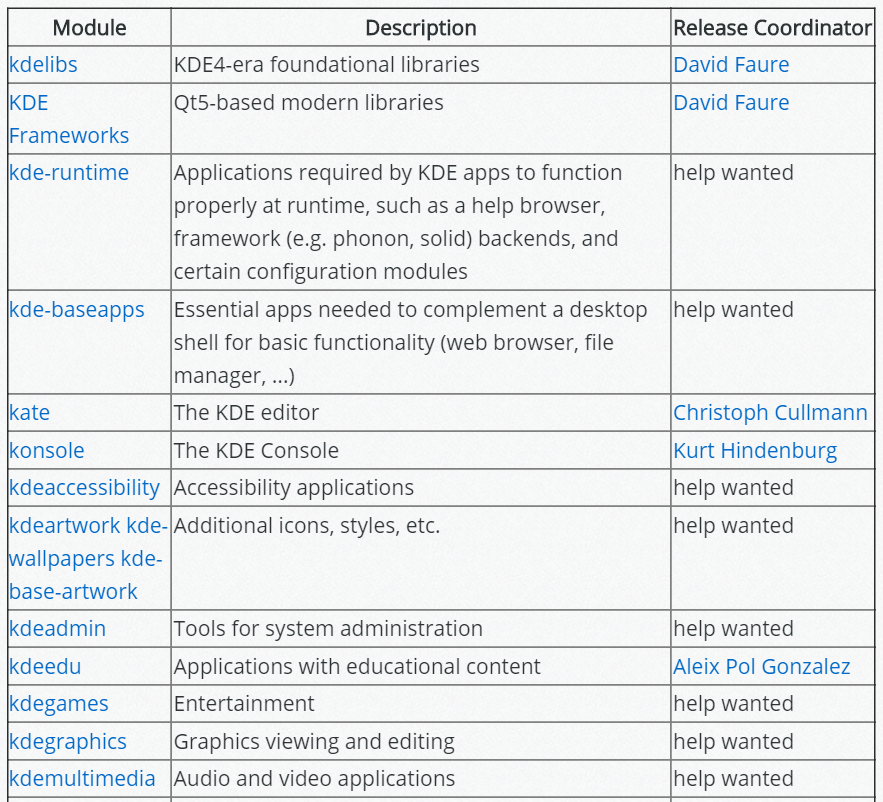 Module Description Release Coordinator
kdelibs KDE4-era foundational libraries David Faure
KDE Qt5-based modern libraries David Faure
Frameworks
kde-runtime Applications required by KDE apps to function help wanted
properly at runtime, such as a help browser,
framework (e.g. phonon, solid) backends, and
certain configuration modules
kde-baseapps Essential apps needed to complement a desktop help wanted
shell for basic functionality (web browser, file
manager, ...)
kate The KDE editor Christoph Cullmann
konsole The KDE Console Kurt Hindenburg
kdeaccessibility Accessibility applications help wanted
kdeartwork kde- Additional icons, styles, etc. help wanted
wallpapers kde-
base-artwork
kdeadmin Tools for system administration help wanted
kdeedu Applications with educational content Aleix Pol Gonzalez
kdegames Entertainment help wanted
kdegraphics Graphics viewing and editing help wanted
kdemultimedia Audio and video applications help wanted